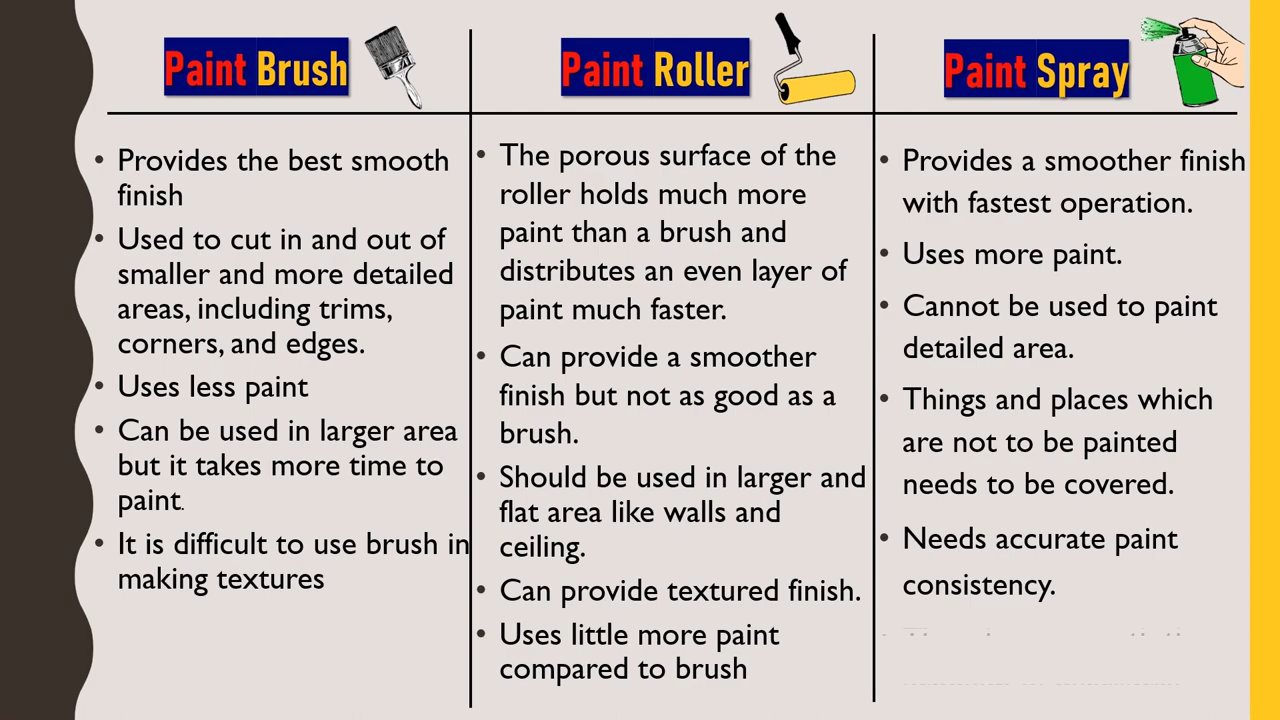 Paint Brush
• Provides the best smooth
finish
• Used to cut in and out of
smaller and more detailed
areas, including trims,
corners, and edges.
• Uses less paint
• Can be used in larger area
but it takes more time to
paint.
• It is difficult to use brush in
making textures
Paint Roller
• The porous surface of the
roller holds much more
paint than a brush and
distributes an even layer of
paint much faster.
• Can provide a smoother
finish but not as good as a
brush.
• Should be used in larger and
flat area like walls and
ceiling.
• Can provide textured finish.
• Uses little more paint
compared to brush
Paint Spray
• Provides a smoother finish
with fastest operation.
• Uses more paint.
• Cannot be used to paint
detailed area.
• Things and places which
are not to be painted
needs to be covered.
• Needs accurate paint
consistency.